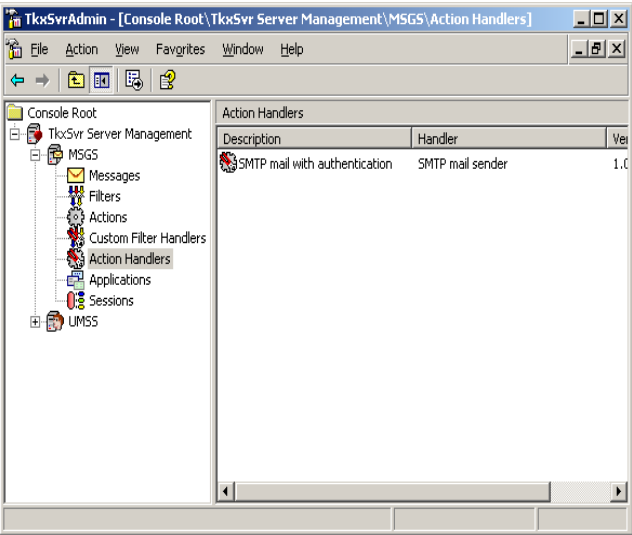 TkxSvrAdmin - [Console Root\TkxSvr Server Management\MSGS\Action Handlers]
File Action View Favorites Window Help
Console Root
TkxSvr Server Management
MSGS
Messages
Filters
Actions
Custom Filter Handlers
Action Handlers
Applications
Sessions
UMSS
Action Handlers
Description Handler
SMTP mail with authentication SMTP mail sender